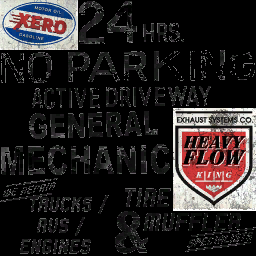 MOTOR OIL
XERO
GASOLINE
24 HRS.
NO PARKING
ACTIVE DRIVEWAY
GENERAL
MECHANIC
EXHAUST SYSTEMS CO.
HEAVY
FLOW
KING
TRUCKS /
BUS /
ENGINES
TIRE
&